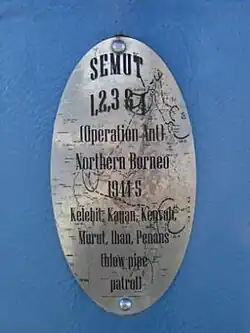 SEMUT
1,2,3 & 4
(Operation Ant)
Northern Borneo
1944-5
Kelebit, Kayan, Kenyah,
Murut, Iban, Penans
(blow pipe
patrol)